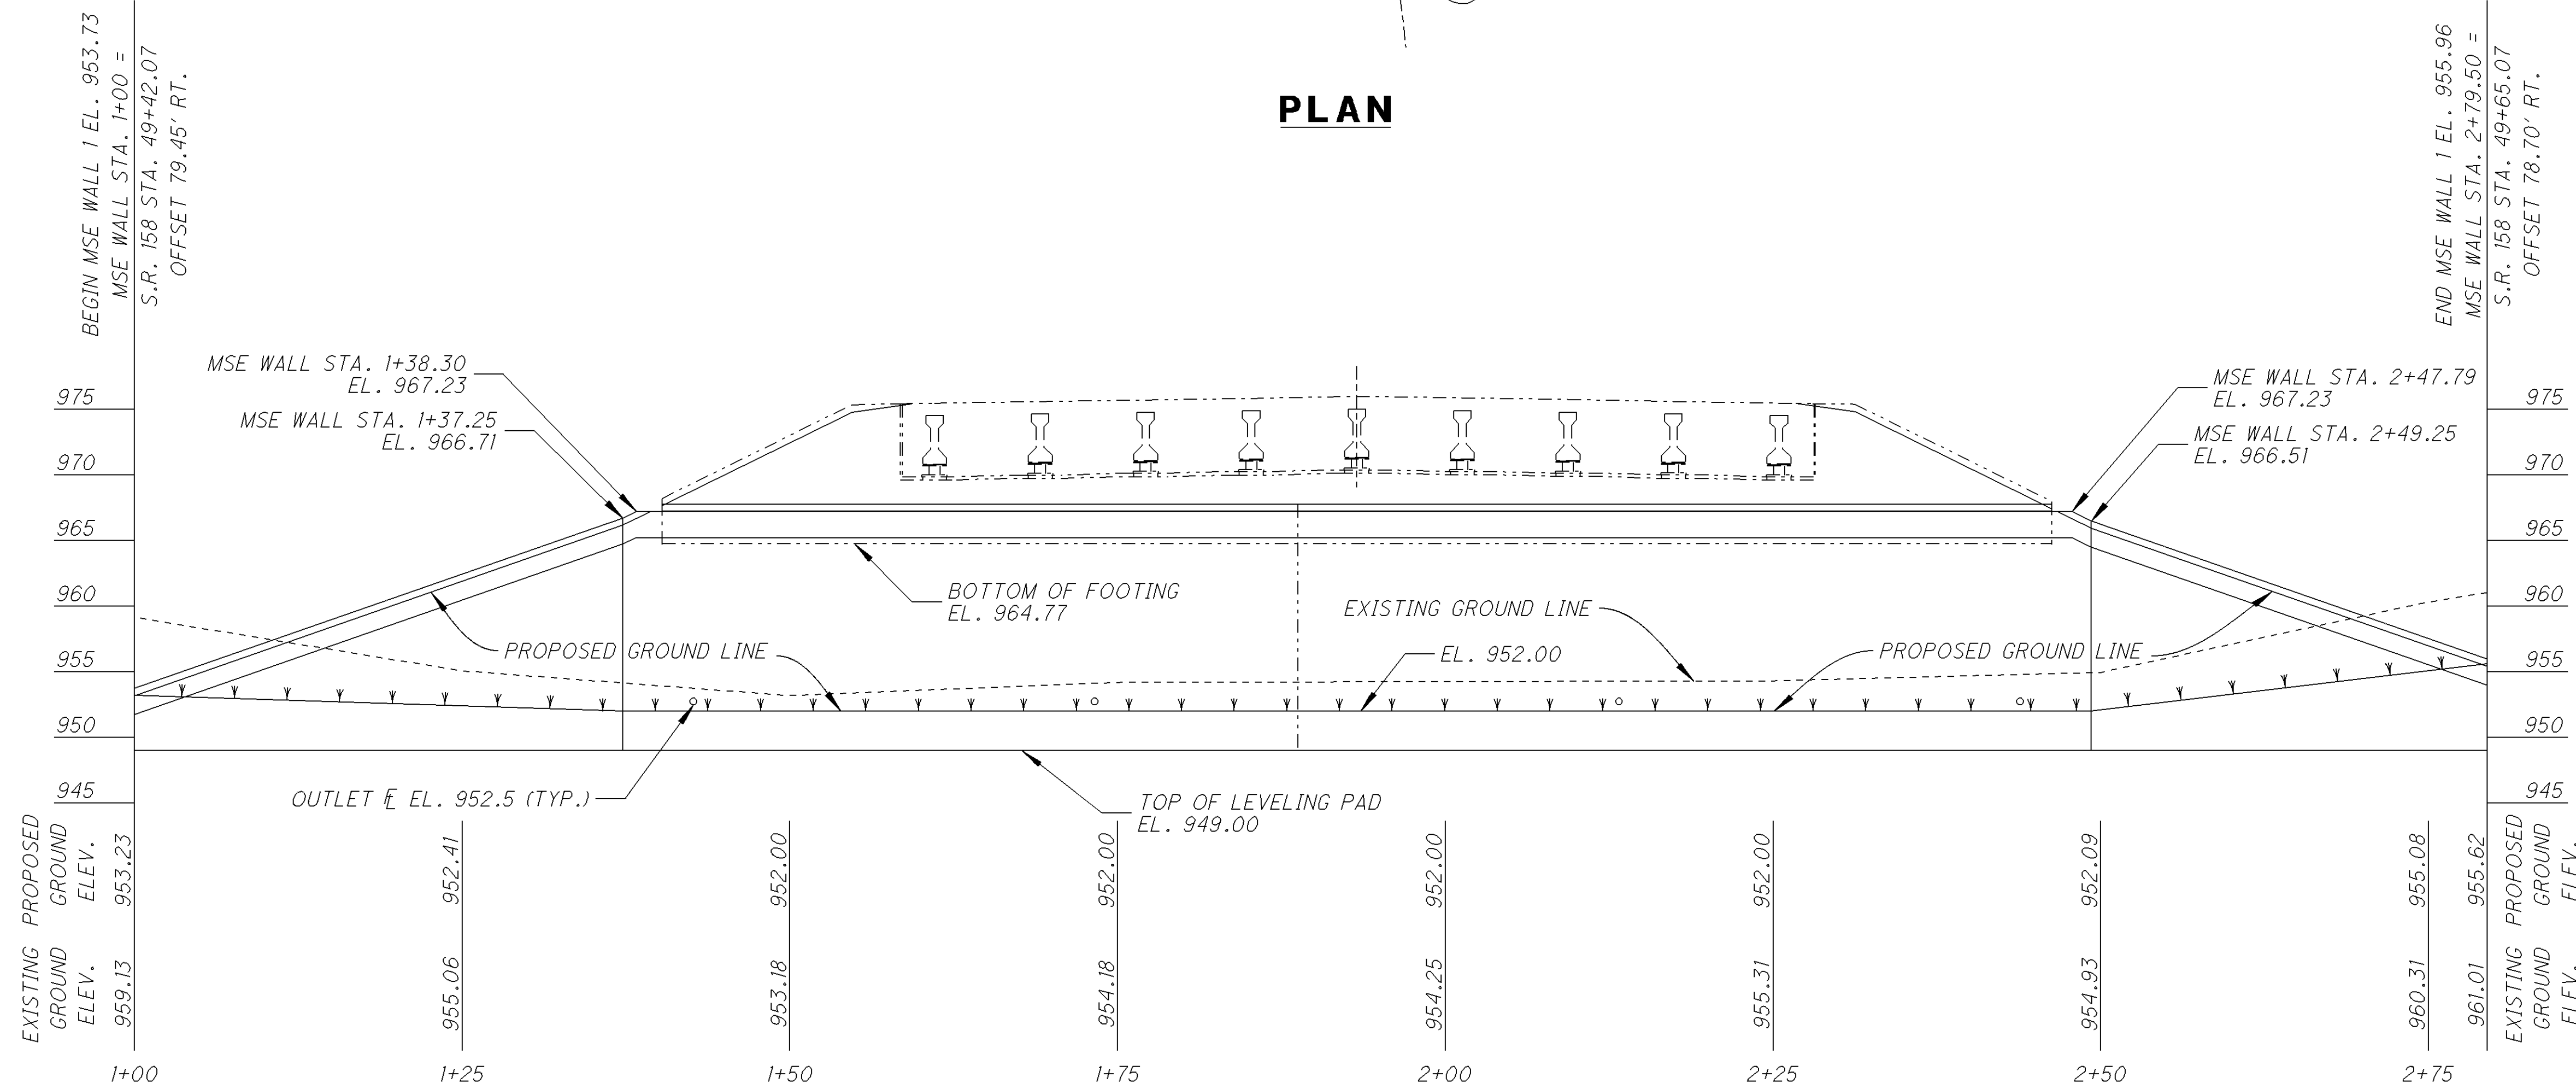 PLAN
BEGIN MSE WALL 1 EL. 953.73
MSE WALL STA. 1+00 =
S.R. 158 STA. 49+42.07
OFFSET 79.45' RT.
END MSE WALL 1 EL. 955.96
MSE WALL STA. 2+79.50 =
S.R. 158 STA. 49+65.07
OFFSET 78.70' RT.
MSE WALL STA. 1+38.30
EL. 967.23
MSE WALL STA. 1+37.25
EL. 966.71
MSE WALL STA. 2+47.79
EL. 967.23
MSE WALL STA. 2+49.25
EL. 966.51
975
970
965
960
955
950
945
975
970
965
960
955
950
945
BOTTOM OF FOOTING
EL. 964.77
EXISTING GROUND LINE
PROPOSED GROUND LINE
EL. 952.00
PROPOSED GROUND LINE
OUTLET ℄ EL. 952.5 (TYP.)
TOP OF LEVELING PAD
EL. 949.00
PROPOSED
GROUND
ELEV.
953.23
952.41
952.00
952.00
952.00
952.00
952.09
955.08
955.62
PROPOSED
GROUND
ELEV.
EXISTING
GROUND
ELEV.
959.13
955.06
953.18
954.18
954.25
955.31
954.93
960.31
961.01
EXISTING
GROUND
ELEV.
1+00
1+25
1+50
1+75
2+00
2+25
2+50
2+75